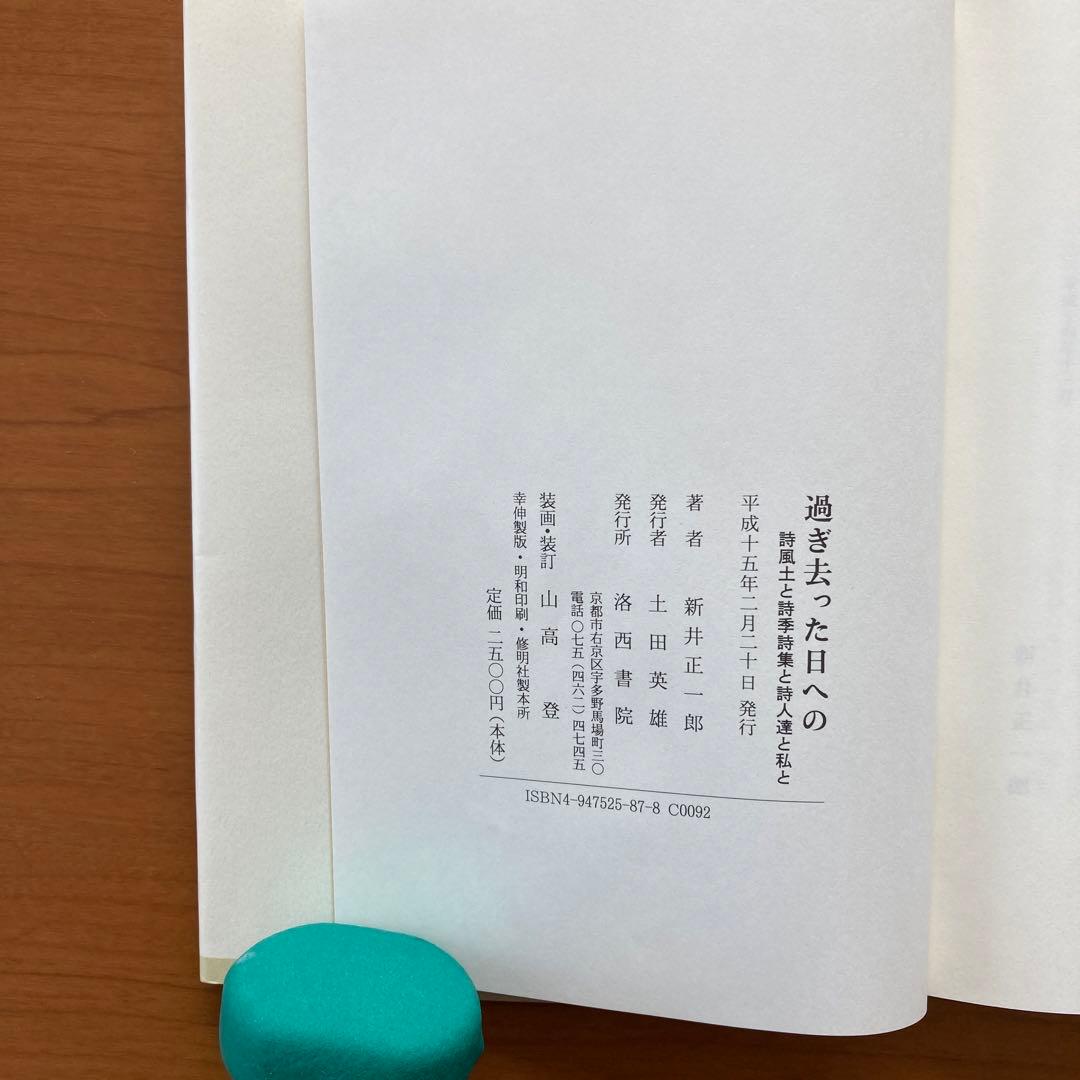 過ぎ去った日への
詩風土と詩季詩集と詩人達と私と
平成十五年二月二十日 発行
著者 新井正一郎
発行者 土田英雄
発行所 洛西書院
京都市右京区宇多野馬場町三〇
電話〇七五(四六二)四七四五
装画・装訂 山高 登
幸伸製版・明和印刷・修明社製本所
定価 二五〇〇円(本体)
ISBN4-947525-87-8 C0092